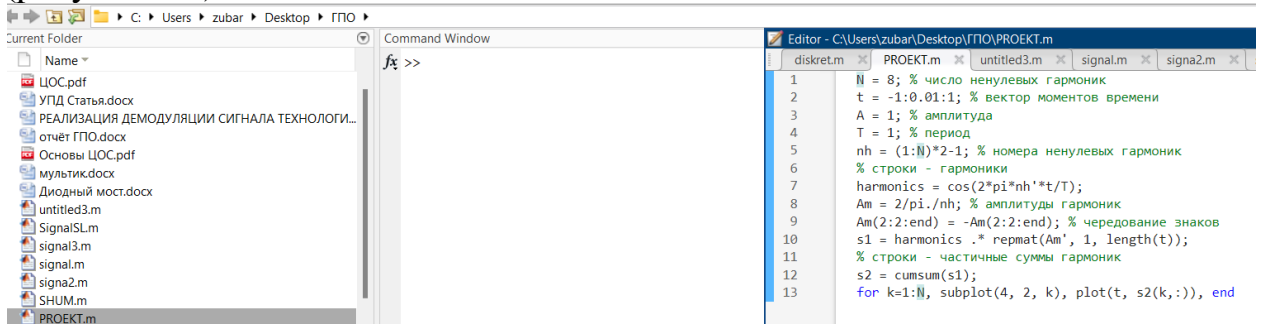 C: ▸ Users ▸ zubar ▸ Desktop ▸ ГПО ▸
Current Folder
Name
ЦОС.pdf
УПД Статья.docx
РЕАЛИЗАЦИЯ ДЕМОДУЛЯЦИИ СИГНАЛА ТЕХНОЛОГИ...
отчёт ГПО.docx
Основы ЦОС.pdf
мультик.docx
Диодный мост.docx
untitled3.m
SignalSL.m
signal3.m
signal.m
signa2.m
SHUM.m
PROEKT.m
Command Window
fx >>
Editor - C:\Users\zubar\Desktop\ГПО\PROEKT.m
diskret.m PROEKT.m untitled3.m signal.m signa2.m
1 N = 8; % число ненулевых гармоник
2 t = -1:0.01:1; % вектор моментов времени
3 A = 1; % амплитуда
4 T = 1; % период
5 nh = (1:N)*2-1; % номера ненулевых гармоник
6 % строки - гармоники
7 harmonics = cos(2*pi*nh'*t/T);
8 Am = 2/pi./nh; % амплитуды гармоник
9 Am(2:2:end) = -Am(2:2:end); % чередование знаков
10 s1 = harmonics .* repmat(Am', 1, length(t));
11 % строки - частичные суммы гармоник
12 s2 = cumsum(s1);
13 for k=1:N, subplot(4, 2, k), plot(t, s2(k,:)), end